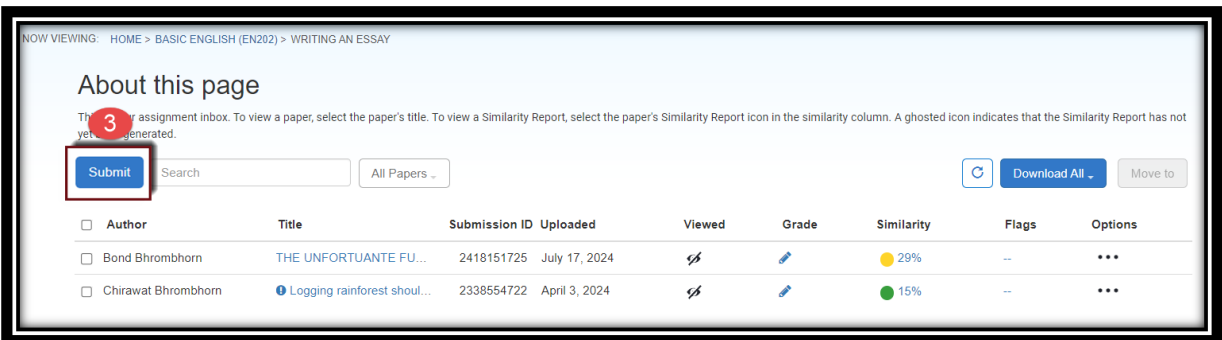 NOW VIEWING: HOME > BASIC ENGLISH (EN202) > WRITING AN ESSAY
About this page
assignment inbox. To view a paper, select the paper's title. To view a Similarity Report, select the paper's Similarity Report icon in the similarity column. A ghosted icon indicates that the Similarity Report has not
generated.
3
Submit Search All Papers Download All Move to
Author Title Submission ID Uploaded Viewed Grade Similarity Flags Options
Bond Bhrombhorn THE UNFORTUANTE FU... 2418151725 July 17, 2024 29% -- •••
Chirawat Bhrombhorn Logging rainforest shoul... 2338554722 April 3, 2024 15% -- •••